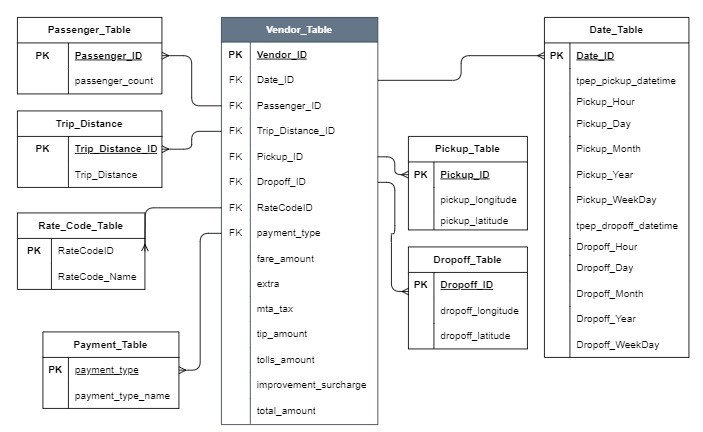 Passenger_Table
PK Passenger_ID
passenger_count
Trip_Distance
PK Trip_Distance_ID
Trip_Distance
Rate_Code_Table
PK RateCodeID
RateCode_Name
Payment_Table
PK payment_type
payment_type_name
Vendor_Table
PK Vendor_ID
FK Date_ID
FK Passenger_ID
FK Trip_Distance_ID
FK Pickup_ID
FK Dropoff_ID
FK RateCodeID
FK payment_type
fare_amount
extra
mta_tax
tip_amount
tolls_amount
improvement_surcharge
total_amount
Pickup_Table
PK Pickup_ID
pickup_longitude
pickup_latitude
Dropoff_Table
PK Dropoff_ID
dropoff_longitude
dropoff_latitude
Date_Table
PK Date_ID
tpep_pickup_datetime
Pickup_Hour
Pickup_Day
Pickup_Month
Pickup_Year
Pickup_WeekDay
tpep_dropoff_datetime
Dropoff_Hour
Dropoff_Day
Dropoff_Month
Dropoff_Year
Dropoff_WeekDay